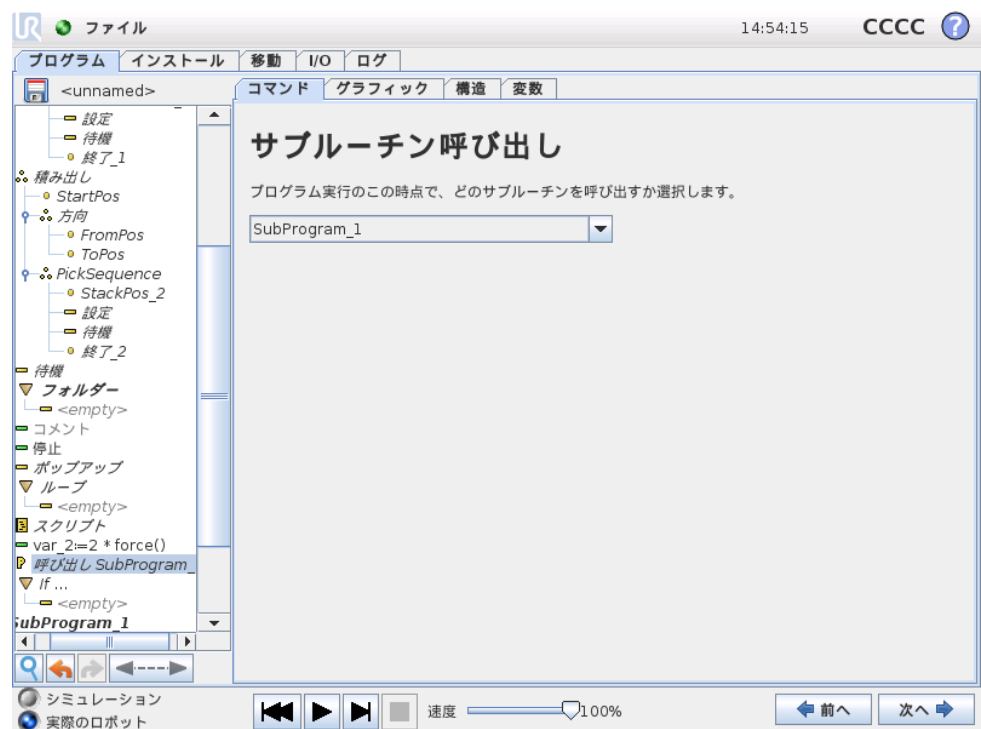 UR ファイル 14:54:15 CCCC ?
プログラム インストール 移動 I/O ログ
<unnamed>
コマンド グラフィック 構造 変数
設定
待機
終了_1
積み出し
StartPos
方向
FromPos
ToPos
PickSequence
StackPos_2
設定
待機
終了_2
待機
フォルダー
<empty>
コメント
停止
ポップアップ
ループ
<empty>
スクリプト
var_2:=2 * force()
P 呼び出し SubProgram_
If ...
<empty>
SubProgram_1
サブルーチン呼び出し
プログラム実行のこの時点で、どのサブルーチンを呼び出すか選択します。
SubProgram_1
シミュレーション
実際のロボット
速度 100%
前へ 次へ